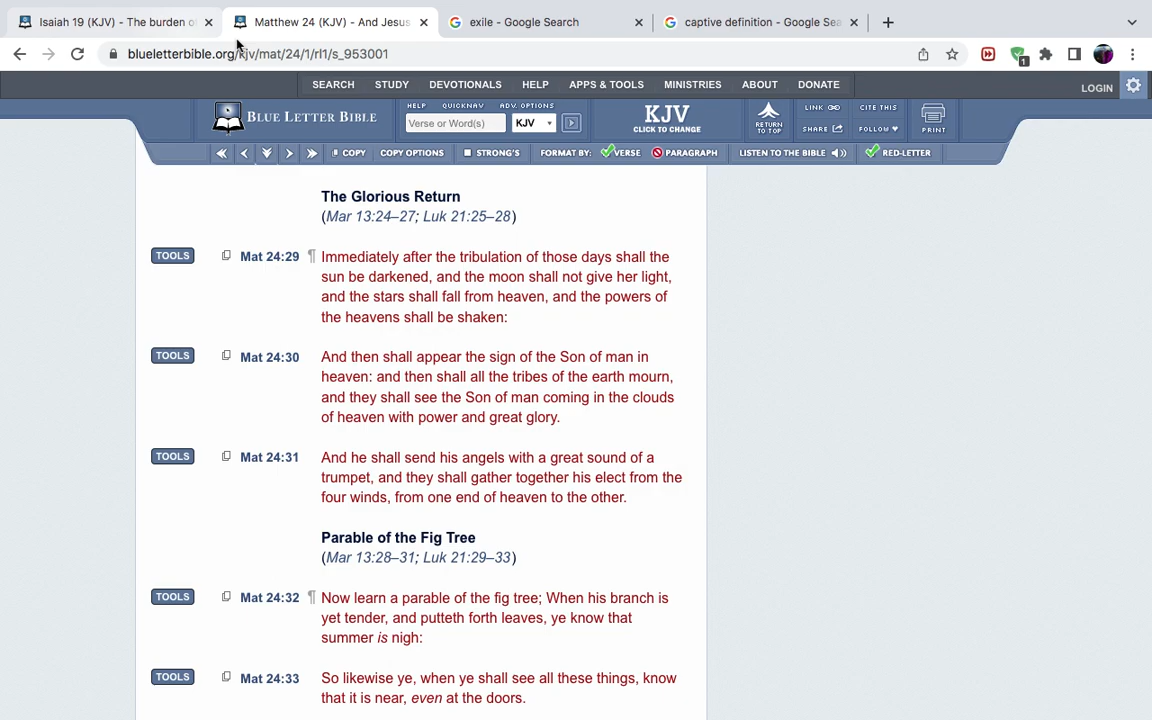 Isaiah 19 (KJV) - The burden of
Matthew 24 (KJV) - And Jesus
exile - Google Search
captive definition - Google Sea
blueletterbible.org/kjv/mat/24/1/rl1/s_953001
1
SEARCH STUDY DEVOTIONALS HELP APPS & TOOLS MINISTRIES ABOUT DONATE LOGIN
BLUE LETTER BIBLE
HELP QUICKNAV ADV. OPTIONS
Verse or Word(s) KJV
KJV
CLICK TO CHANGE
RETURN
TO TOP
LINK CITE THIS
SHARE FOLLOW
PRINT
COPY COPY OPTIONS STRONG'S FORMAT BY: VERSE PARAGRAPH LISTEN TO THE BIBLE RED-LETTER
The Glorious Return
(Mar 13:24–27; Luk 21:25–28)
TOOLS Mat 24:29 ¶ Immediately after the tribulation of those days shall the
sun be darkened, and the moon shall not give her light,
and the stars shall fall from heaven, and the powers of
the heavens shall be shaken:
TOOLS Mat 24:30 And then shall appear the sign of the Son of man in
heaven: and then shall all the tribes of the earth mourn,
and they shall see the Son of man coming in the clouds
of heaven with power and great glory.
TOOLS Mat 24:31 And he shall send his angels with a great sound of a
trumpet, and they shall gather together his elect from the
four winds, from one end of heaven to the other.
Parable of the Fig Tree
(Mar 13:28–31; Luk 21:29–33)
TOOLS Mat 24:32 ¶ Now learn a parable of the fig tree; When his branch is
yet tender, and putteth forth leaves, ye know that
summer is nigh:
TOOLS Mat 24:33 So likewise ye, when ye shall see all these things, know
that it is near, even at the doors.